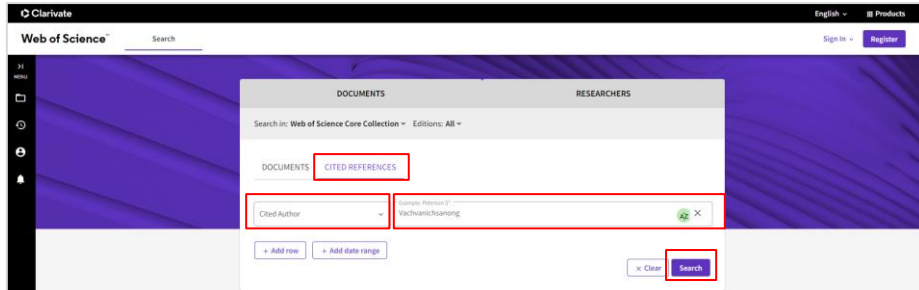 Clarivate
English
Products
Web of Science™
Search
Sign In
Register
MENU
DOCUMENTS
RESEARCHERS
Search in: Web of Science Core Collection
Editions: All
DOCUMENTS
CITED REFERENCES
Cited Author
Example: Peterson S*
Vachvanichsanong
AZ
+ Add row
+ Add date range
× Clear
Search